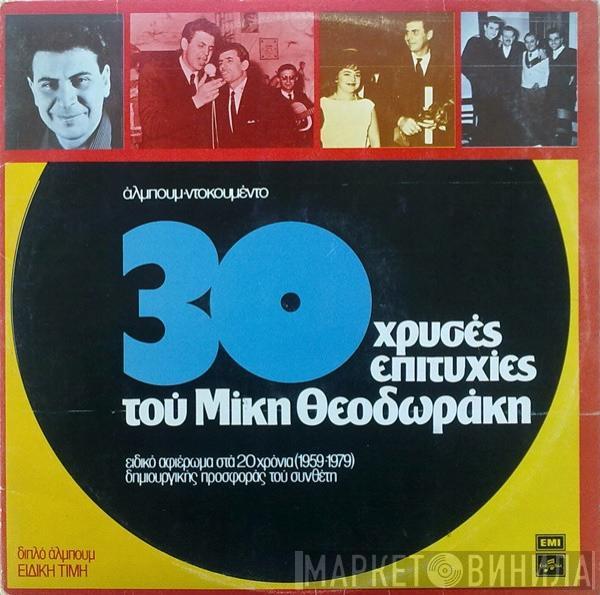 άλμπουμ-ντοκουμέντο
30
χρυσές
επιτυχίες
τού Μίκη Θεοδωράκη
ειδικό αφιέρωμα στά 20 χρόνια (1959-1979)
δημιουργικής προσφοράς τού συνθέτη
διπλό άλμπουμ
ΕΙΔΙΚΗ ΤΙΜΗ
EMI
Columbia
МАРКЕТ ВИНИЛА